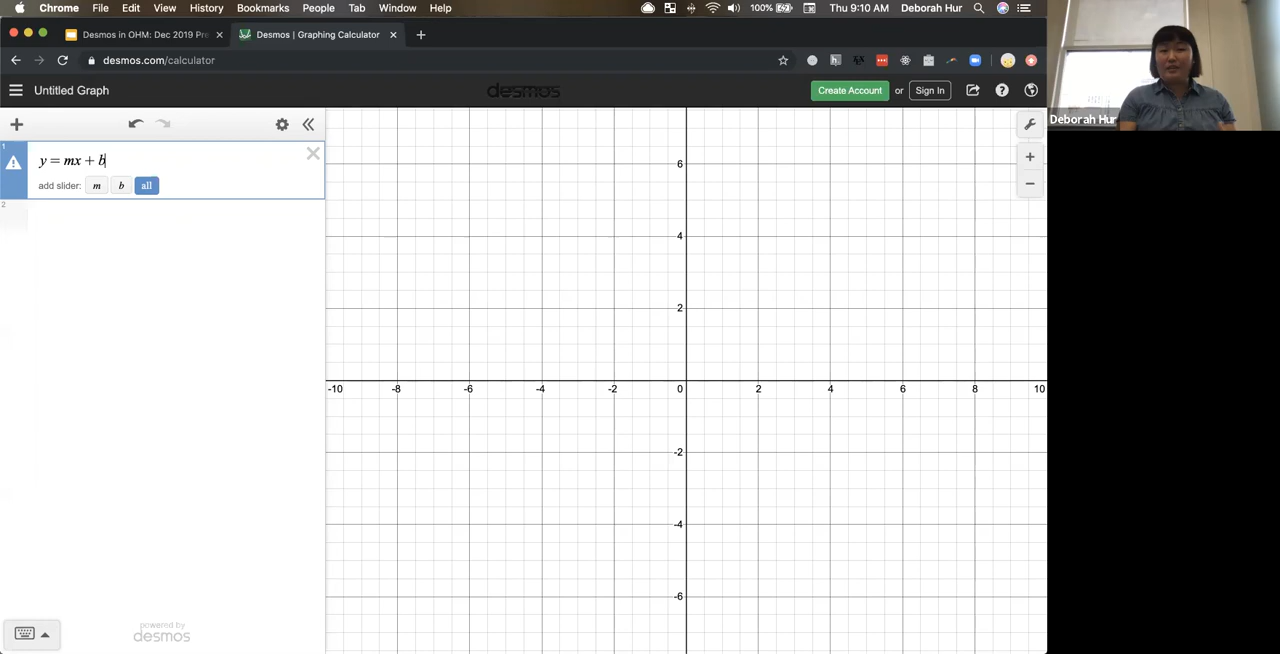 Chrome File Edit View History Bookmarks People Tab Window Help 100% Thu 9:10 AM Deborah Hur
Desmos in OHM: Dec 2019 Pre
Desmos | Graphing Calculator
desmos.com/calculator
Untitled Graph
desmos
Create Account or Sign In
Deborah Hur
1
y = mx + b
add slider: m b all
2
6
4
2
-10 -8 -6 -4 -2 0 2 4 6 8 10
-2
-4
-6
powered by
desmos